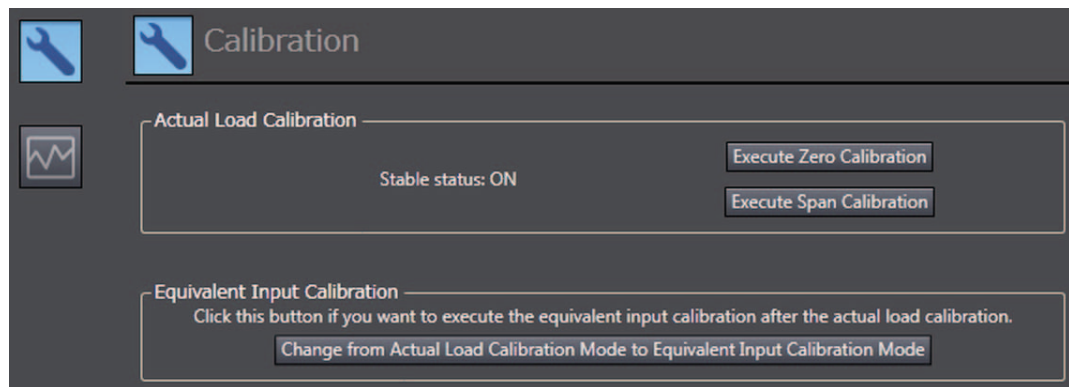 Calibration
Actual Load Calibration
Stable status: ON
Execute Zero Calibration
Execute Span Calibration
Equivalent Input Calibration
Click this button if you want to execute the equivalent input calibration after the actual load calibration.
Change from Actual Load Calibration Mode to Equivalent Input Calibration Mode